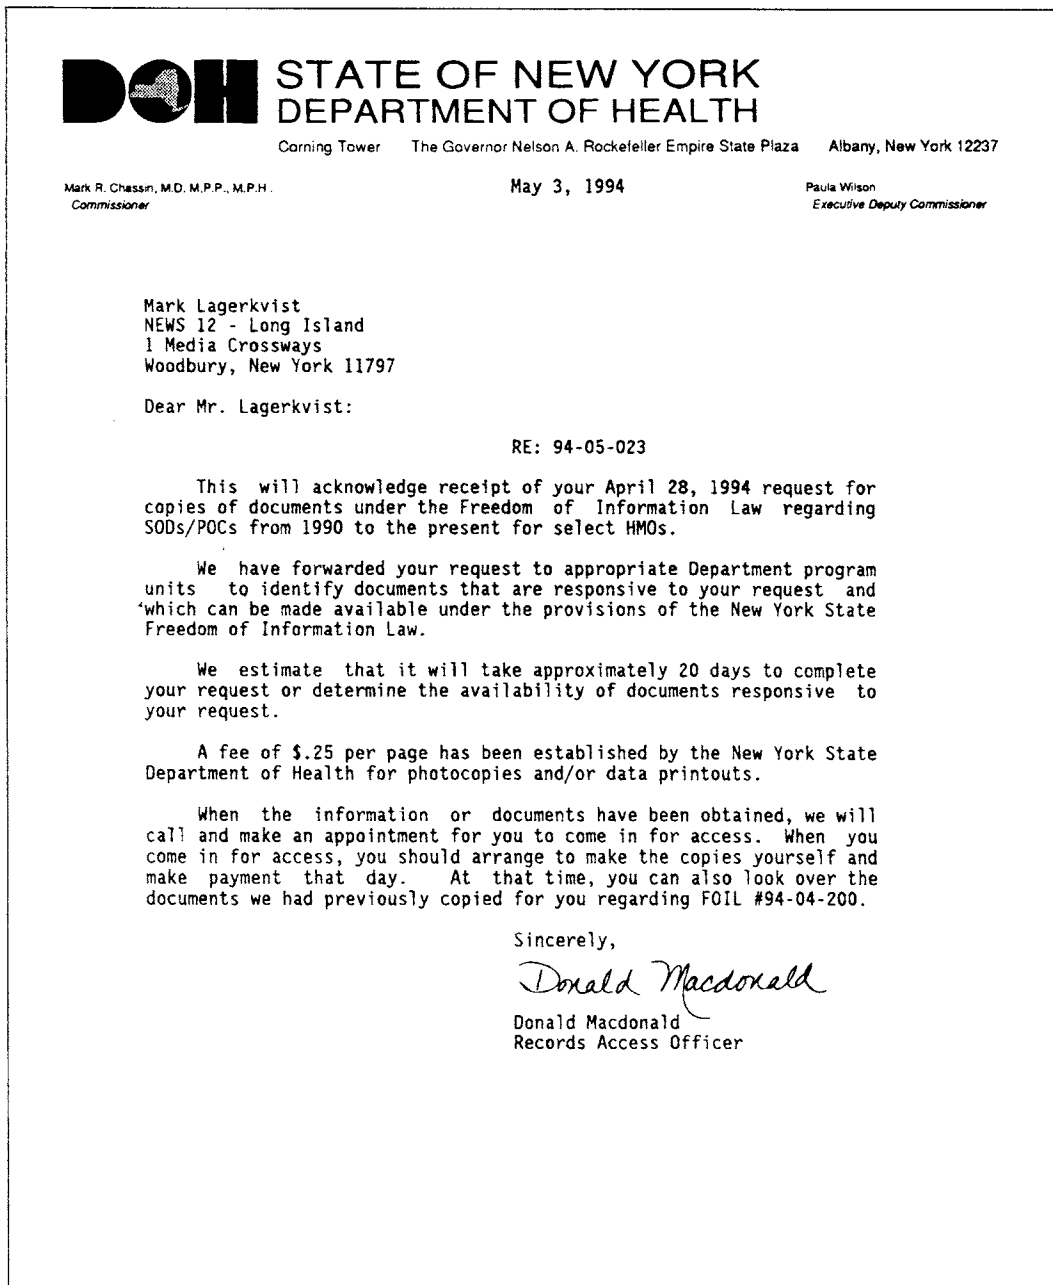 DOH STATE OF NEW YORK
DEPARTMENT OF HEALTH
Corning Tower The Governor Nelson A. Rockefeller Empire State Plaza Albany, New York 12237
Mark R. Chassin, M.D. M.P.P., M.P.H. May 3, 1994 Paula Wilson
Commissioner Executive Deputy Commissioner
Mark Lagerkvist
NEWS 12 - Long Island
1 Media Crossways
Woodbury, New York 11797
Dear Mr. Lagerkvist:
RE: 94-05-023
This will acknowledge receipt of your April 28, 1994 request for
copies of documents under the Freedom of Information Law regarding
SODs/POCs from 1990 to the present for select HMOs.
We have forwarded your request to appropriate Department program
units to identify documents that are responsive to your request and
which can be made available under the provisions of the New York State
Freedom of Information Law.
We estimate that it will take approximately 20 days to complete
your request or determine the availability of documents responsive to
your request.
A fee of $.25 per page has been established by the New York State
Department of Health for photocopies and/or data printouts.
When the information or documents have been obtained, we will
call and make an appointment for you to come in for access. When you
come in for access, you should arrange to make the copies yourself and
make payment that day. At that time, you can also look over the
documents we had previously copied for you regarding FOIL #94-04-200.
Sincerely,
Donald Macdonald
Donald Macdonald
Records Access Officer